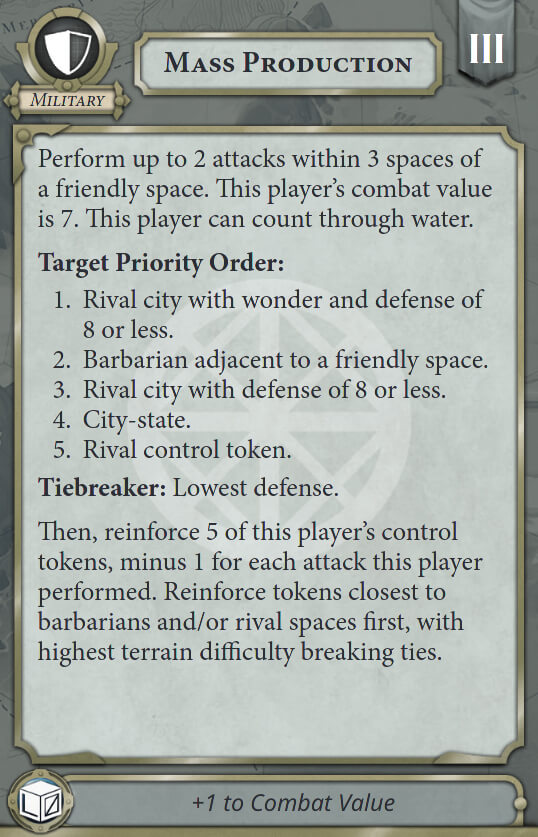 MASS PRODUCTION
III
MILITARY
Perform up to 2 attacks within 3 spaces of
a friendly space. This player's combat value
is 7. This player can count through water.
Target Priority Order:
1. Rival city with wonder and defense of
8 or less.
2. Barbarian adjacent to a friendly space.
3. Rival city with defense of 8 or less.
4. City-state.
5. Rival control token.
Tiebreaker: Lowest defense.
Then, reinforce 5 of this player's control
tokens, minus 1 for each attack this player
performed. Reinforce tokens closest to
barbarians and/or rival spaces first, with
highest terrain difficulty breaking ties.
+1 to Combat Value